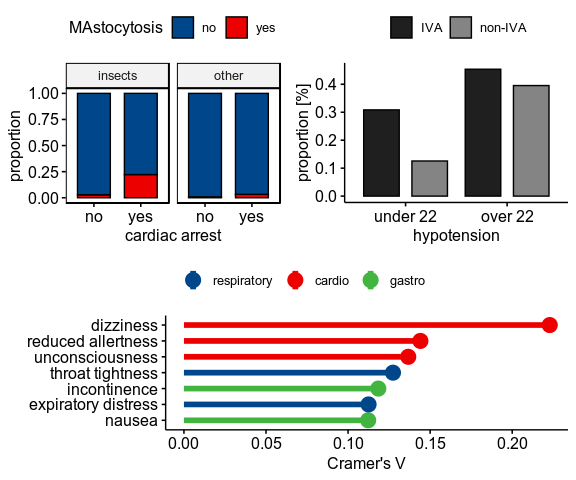 MAstocytosis no yes
insects other
proportion
1.00
0.75
0.50
0.25
0.00
no yes no yes
cardiac arrest
IVA non-IVA
proportion [%]
0.4
0.3
0.2
0.1
0.0
under 22 over 22
hypotension
respiratory cardio gastro
dizziness
reduced allertness
unconsciousness
throat tightness
incontinence
expiratory distress
nausea
0.00 0.05 0.10 0.15 0.20
Cramer's V